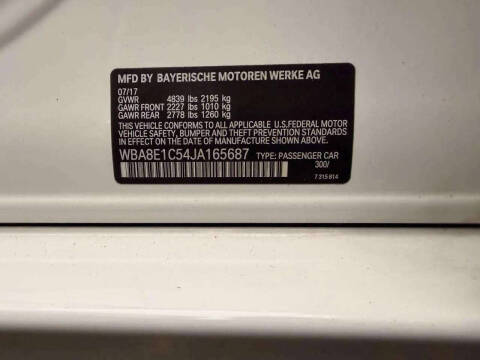 MFD BY BAYERISCHE MOTOREN WERKE AG
07/17
GVWR 4839 lbs 2195 kg
GAWR FRONT 2227 lbs 1010 kg
GAWR REAR 2778 lbs 1260 kg
THIS VEHICLE CONFORMS TO ALL APPLICABLE U.S.FEDERAL MOTOR
VEHICLE SAFETY, BUMPER AND THEFT PREVENTION STANDARDS
IN EFFECT ON THE DATE OF MANUFACTURE SHOWN ABOVE.
WBA8E1C54JA165687 TYPE: PASSENGER CAR
300/
7 315 814